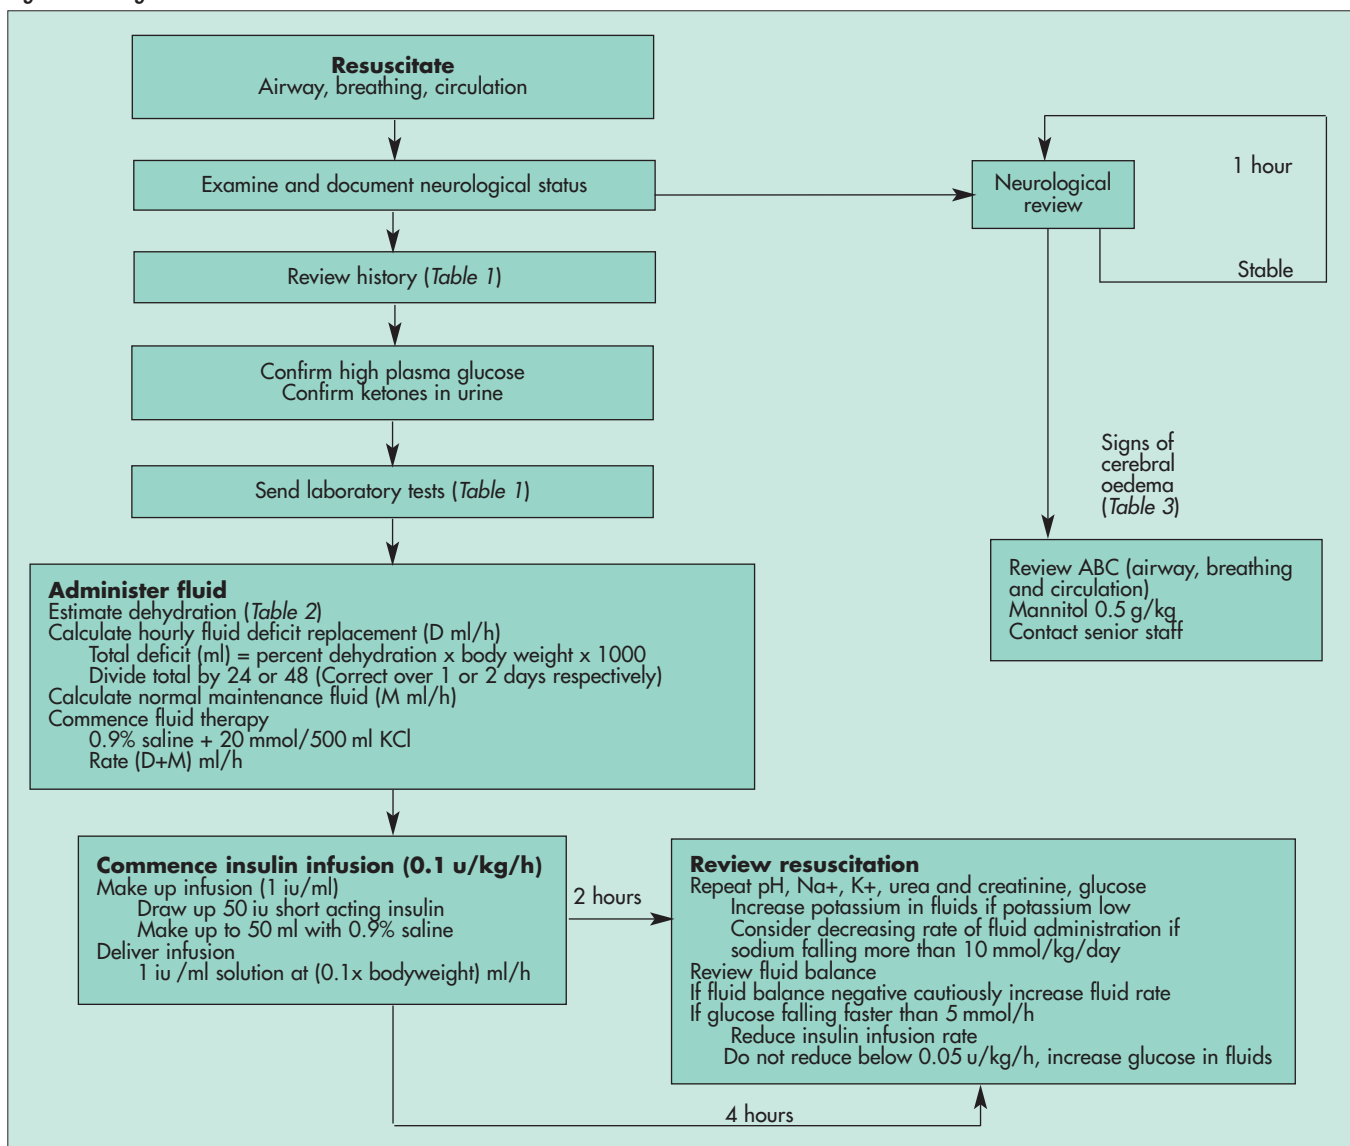 Resuscitate
Airway, breathing, circulation
Examine and document neurological status
Review history (Table 1)
Confirm high plasma glucose
Confirm ketones in urine
Send laboratory tests (Table 1)
Administer fluid
Estimate dehydration (Table 2)
Calculate hourly fluid deficit replacement (D ml/h)
Total deficit (ml) = percent dehydration x body weight x 1000
Divide total by 24 or 48 (Correct over 1 or 2 days respectively)
Calculate normal maintenance fluid (M ml/h)
Commence fluid therapy
0.9% saline + 20 mmol/500 ml KCl
Rate (D+M) ml/h
Neurological
review
1 hour
Stable
Signs of
cerebral
oedema
(Table 3)
Review ABC (airway, breathing
and circulation)
Mannitol 0.5 g/kg
Contact senior staff
Commence insulin infusion (0.1 u/kg/h)
Make up infusion (1 iu/ml)
Draw up 50 iu short acting insulin
Make up to 50 ml with 0.9% saline
Deliver infusion
1 iu /ml solution at (0.1x bodyweight) ml/h
2 hours
Review resuscitation
Repeat pH, Na+, K+, urea and creatinine, glucose
Increase potassium in fluids if potassium low
Consider decreasing rate of fluid administration if
sodium falling more than 10 mmol/kg/day
Review fluid balance
If fluid balance negative cautiously increase fluid rate
If glucose falling faster than 5 mmol/h
Reduce insulin infusion rate
Do not reduce below 0.05 u/kg/h, increase glucose in fluids
4 hours